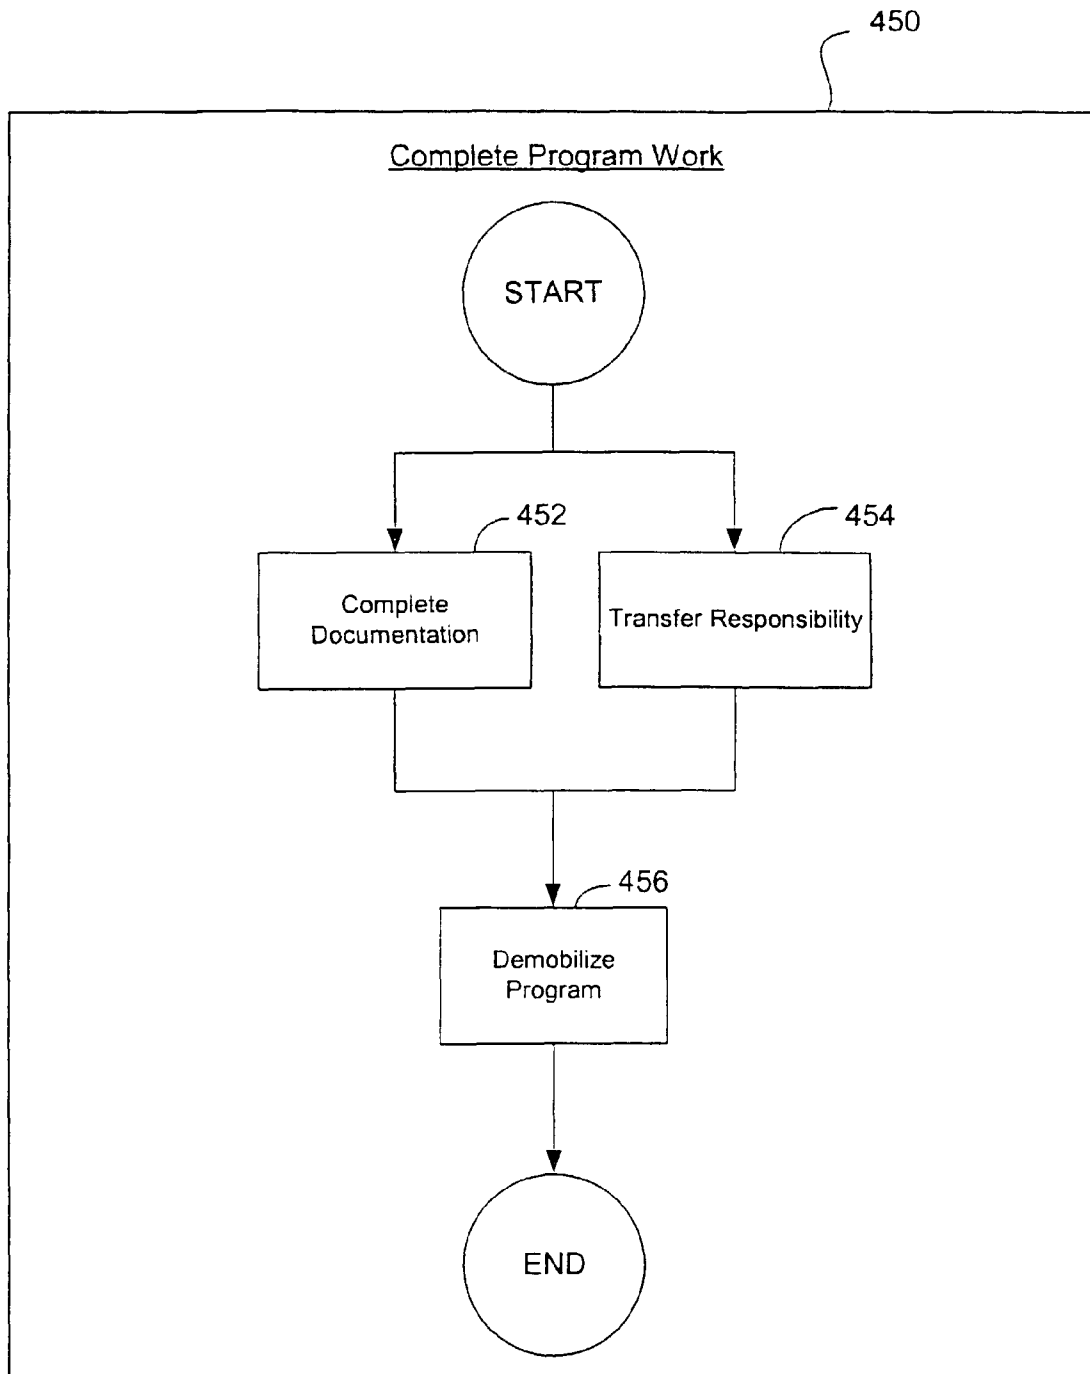 450
Complete Program Work
START
452
454
Complete
Documentation
Transfer Responsibility
456
Demobilize
Program
END